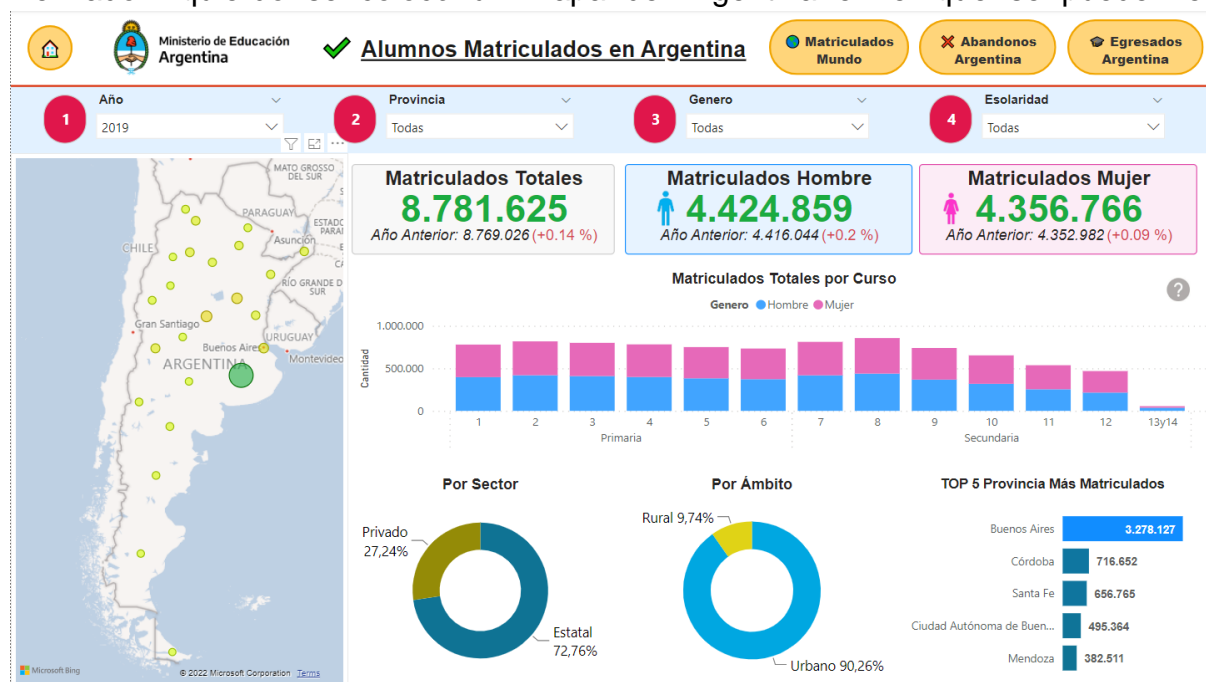 Ministerio de Educación
Argentina
Alumnos Matriculados en Argentina
Matriculados
Mundo
Abandonos
Argentina
Egresados
Argentina
1
Año
2019
2
Provincia
Todas
3
Genero
Todas
4
Esolaridad
Todas
MATO GROSSO
DEL SUR
PARAGUAY
Asunción
CHILE
RÍO GRANDE D
SUR
Gran Santiago
URUGUAY
Buenos Aires
Montevideo
ARGENTINA
Microsoft Bing
© 2022 Microsoft Corporation Terms
Matriculados Totales
8.781.625
Año Anterior: 8.769.026 (+0.14 %)
Matriculados Hombre
4.424.859
Año Anterior: 4.416.044 (+0.2 %)
Matriculados Mujer
4.356.766
Año Anterior: 4.352.982 (+0.09 %)
Matriculados Totales por Curso
?
Genero Hombre Mujer
Cantidad
1.000.000
500.000
0
1 2 3 4 5 6 7 8 9 10 11 12 13y14
Primaria Secundaria
Por Sector
Privado
27,24%
Estatal
72,76%
Por Ámbito
Rural 9,74%
Urbano 90,26%
TOP 5 Provincia Más Matriculados
Buenos Aires 3.278.127
Córdoba 716.652
Santa Fe 656.765
Ciudad Autónoma de Buen... 495.364
Mendoza 382.511